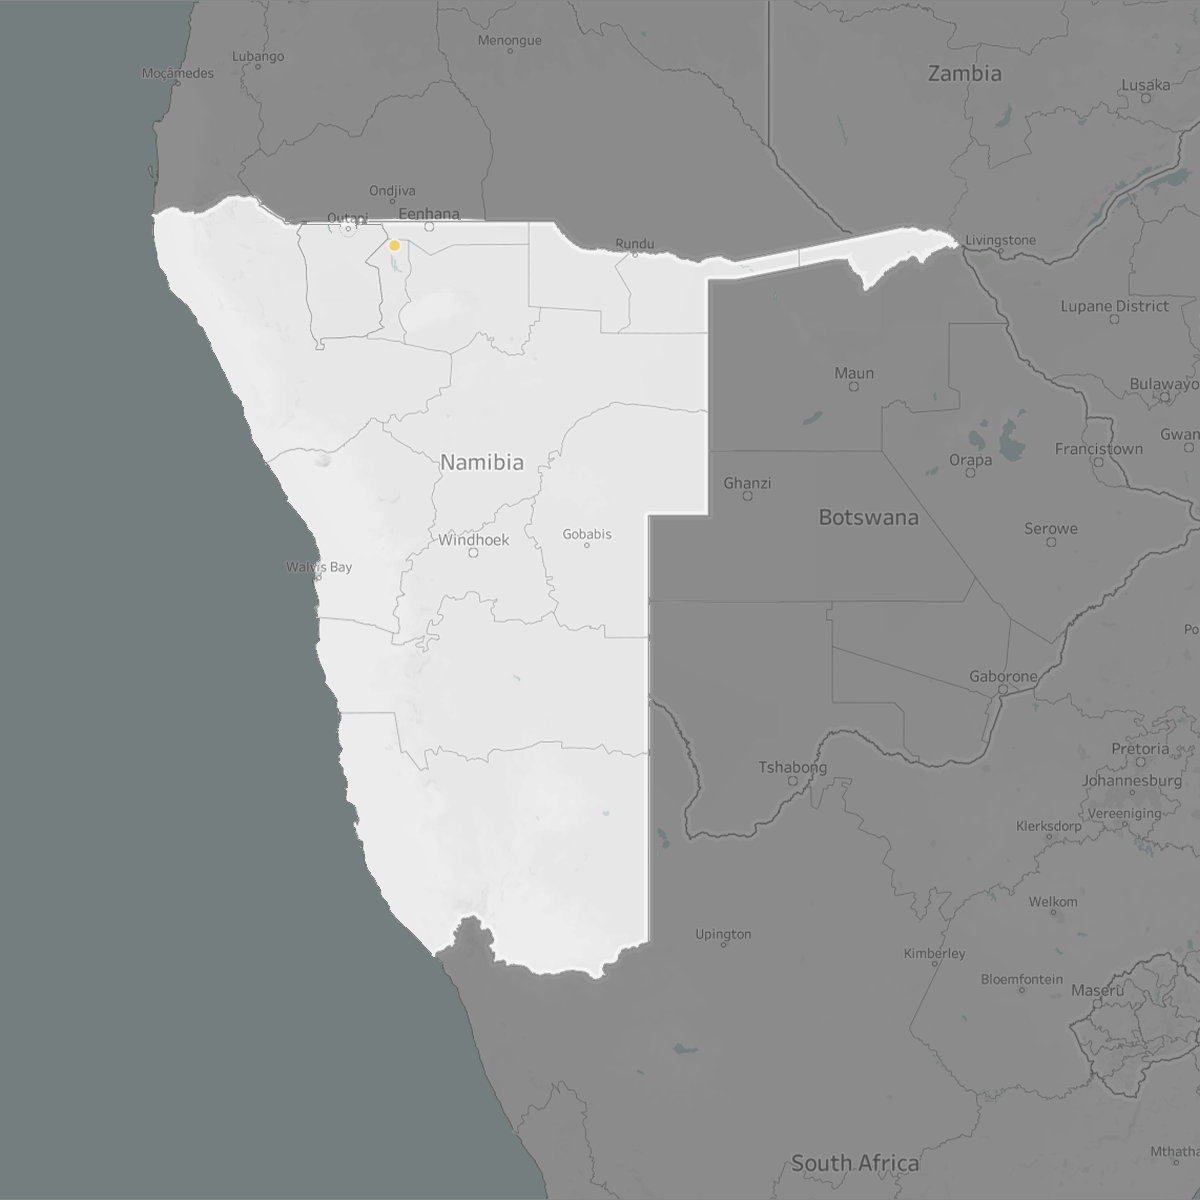 Menongue
Lubango
Moçâmedes
Zambia
Lusaka
Ondjiva
Outapi
Eenhana
Rundu
Livingstone
Lupane District
Maun
Bulawayo
Namibia
Ghanzi
Orapa
Francistown
Gwan
Botswana
Windhoek
Gobabis
Serowe
Walvis Bay
Po
Gaborone
Pretoria
Tshabong
Johannesburg
Vereeniging
Klerksdorp
Welkom
Upington
Kimberley
Bloemfontein
Maseru
South Africa
Mthatha